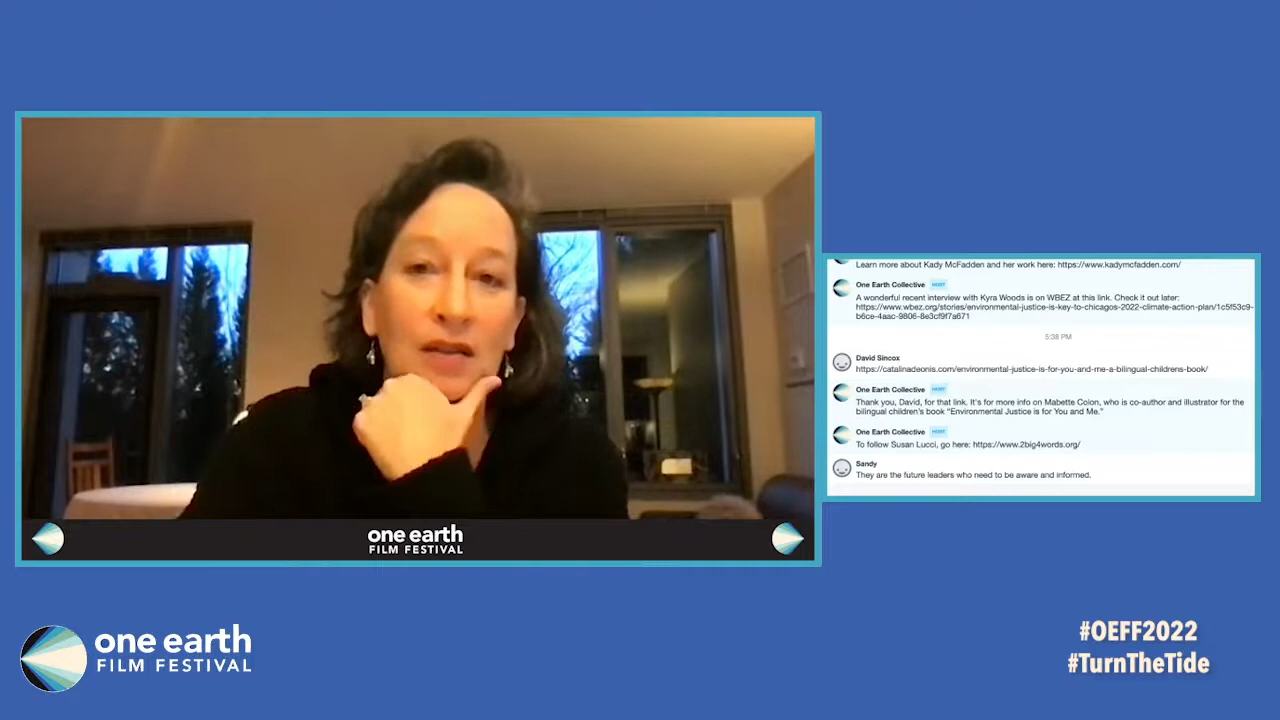 Learn more about Kady McFadden and her work here: https://www.kadymcfadden.com/
One Earth Collective HOST
A wonderful recent interview with Kyra Woods is on WBEZ at this link. Check it out later:
https://www.wbez.org/stories/environmental-justice-is-key-to-chicagos-2022-climate-action-plan/1c5f53c9-
b6ce-4aac-9806-8e3cf9f7a671
5:38 PM
David Sincox
https://catalinadeonis.com/environmental-justice-is-for-you-and-me-a-bilingual-childrens-book/
One Earth Collective HOST
Thank you, David, for that link. It's for more info on Mabette Colon, who is co-author and illustrator for the
bilingual children's book "Environmental Justice is for You and Me."
One Earth Collective HOST
To follow Susan Lucci, go here: https://www.2big4words.org/
Sandy
They are the future leaders who need to be aware and informed.
one earth
FILM FESTIVAL
one earth
FILM FESTIVAL
#OEFF2022
#TurnTheTide